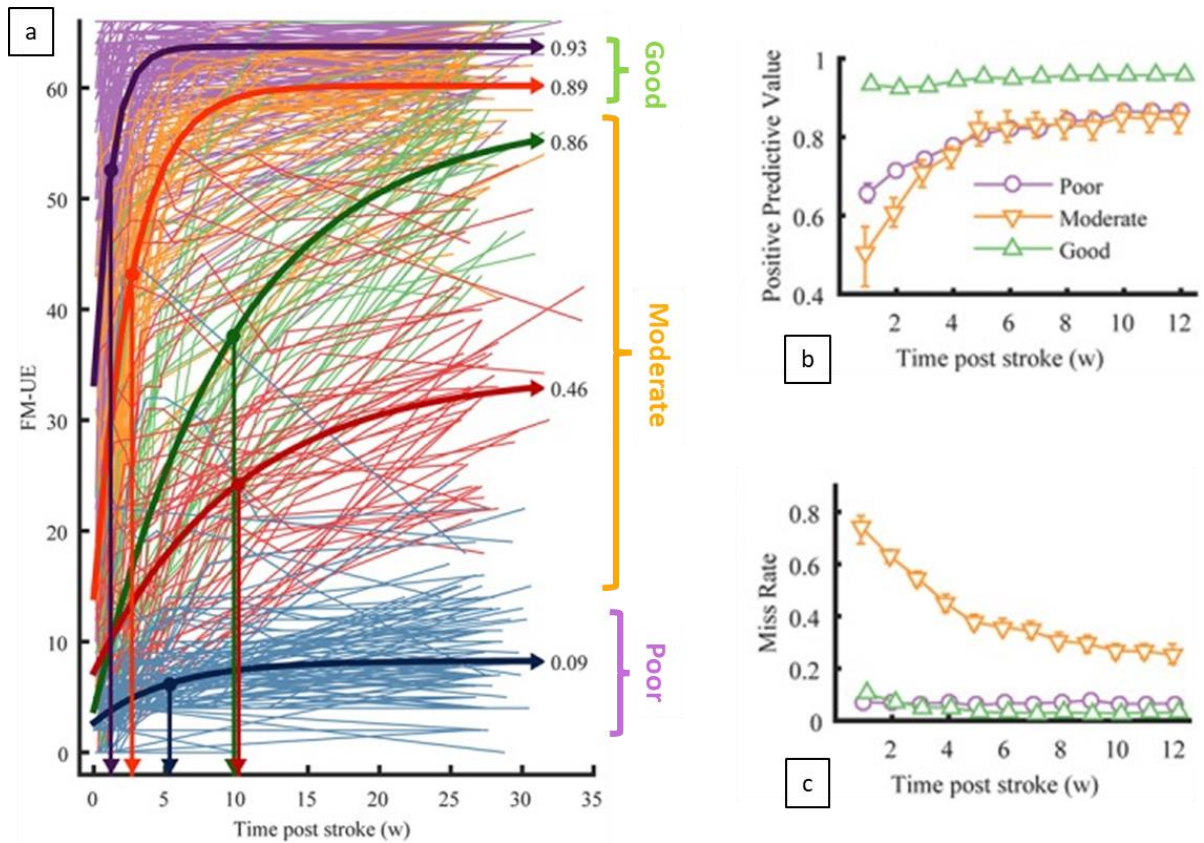 a
FM-UE
60
50
40
30
20
10
0
0 5 10 15 20 25 30 35
Time post stroke (w)
0.93
0.89
0.86
0.46
0.09
Good
Moderate
Poor
Positive Predictive Value
1
0.8
0.6
0.4
Poor
Moderate
Good
2 4 6 8 10 12
Time post stroke (w)
b
Miss Rate
0.8
0.6
0.4
0.2
0
2 4 6 8 10 12
Time post stroke (w)
c